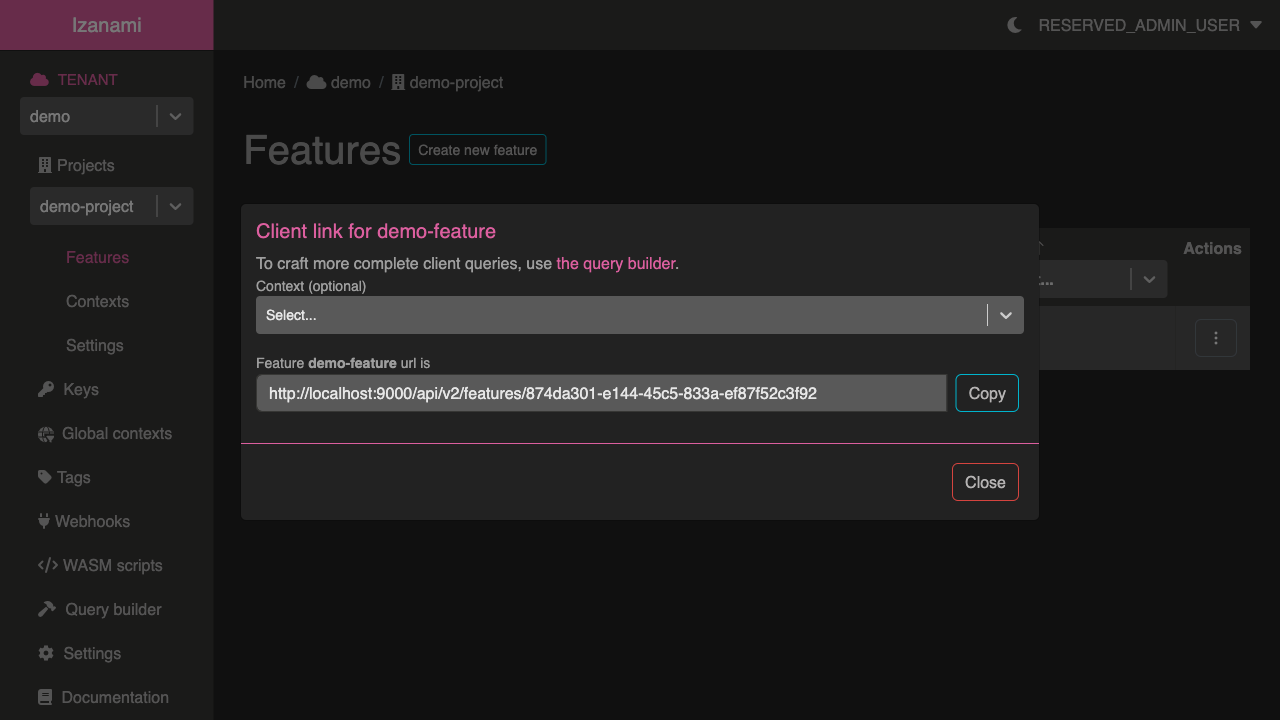 Izanami
RESERVED_ADMIN_USER
TENANT
demo
Projects
demo-project
Features
Contexts
Settings
Keys
Global contexts
Tags
Webhooks
WASM scripts
Query builder
Settings
Documentation
Home / demo / demo-project
Features Create new feature
Actions
Client link for demo-feature
To craft more complete client queries, use the query builder.
Context (optional)
Select...
Feature demo-feature url is
http://localhost:9000/api/v2/features/874da301-e144-45c5-833a-ef87f52c3f92 Copy
Close